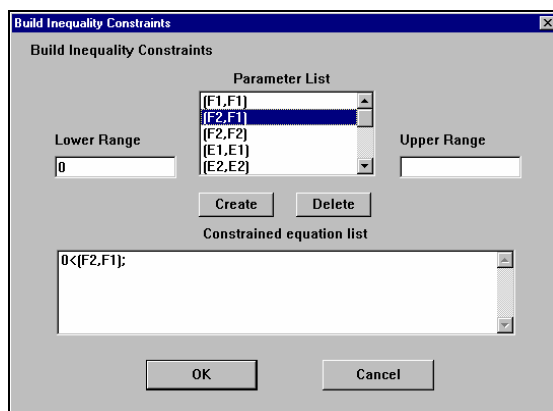 Build Inequality Constraints
Build Inequality Constraints
Parameter List
(F1,F1)
(F2,F1)
(F2,F2)
(E1,E1)
(E2,E2)
Lower Range
Upper Range
0
Create Delete
Constrained equation list
0<(F2,F1);
OK Cancel